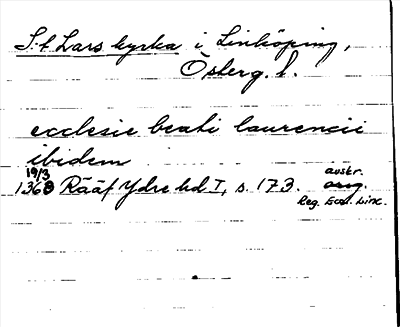 S:t Lars kyrka i Linköping,
Österg. l.
ecclesie beati laurencii
ibidem
19/3 avskr.
1368 Rääf Ydre hd I, s. 173. orig.
Reg. Eccl. Linc.